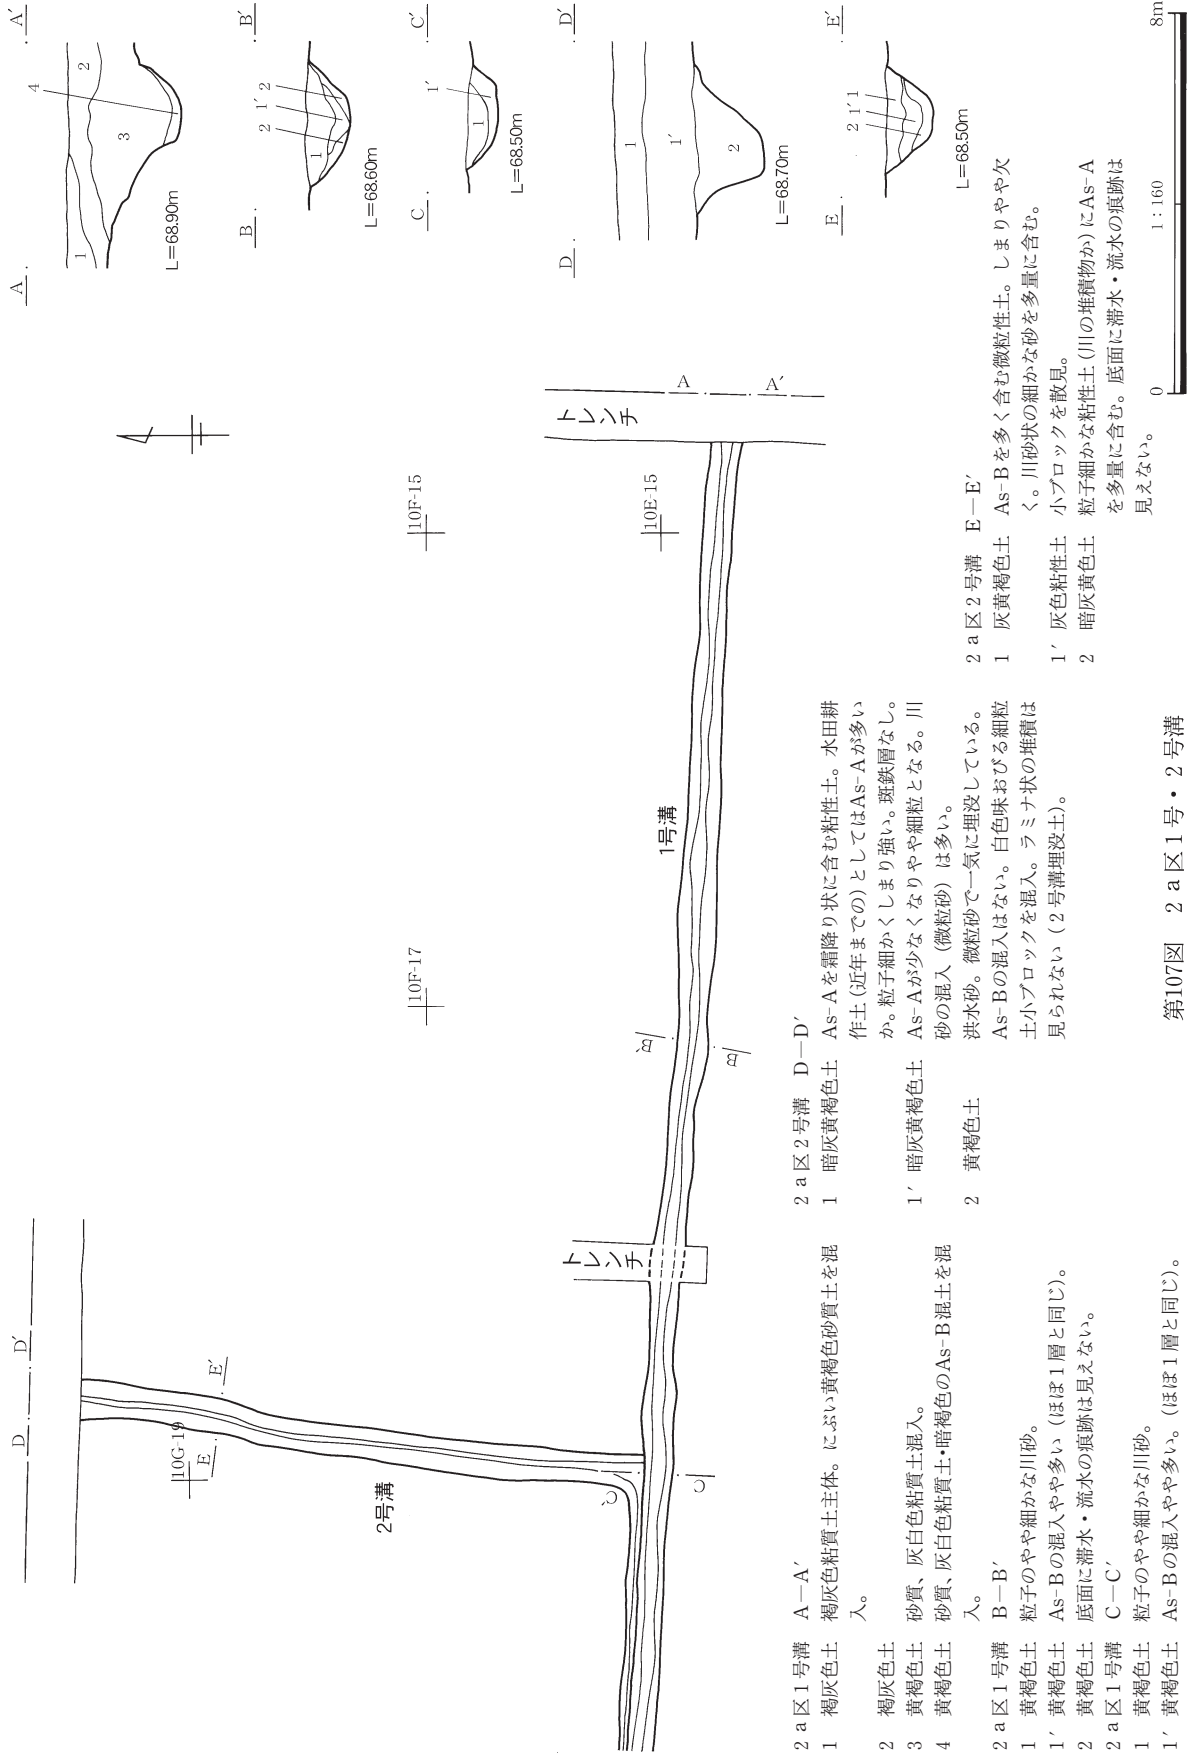 A
A′
1
2
3
4
L=68.90m
B
B′
1
2
1′
2
L=68.60m
C
C′
1
1′
L=68.50m
D
D′
1
1′
2
L=68.70m
E
E′
2
1′
1
L=68.50m
D
D′
10G-19
E
E′
2号溝
C
C′
トレンチ
10F-17
B
B′
1号溝
10F-15
10E-15
トレンチ
A
A′
2a区1号溝 A—A′
1 褐灰色土 褐灰色粘質土主体。にぶい黄褐色砂質土を混
入。
2 褐灰色土
3 黄褐色土 砂質、灰白色粘質土混入。
4 黄褐色土 砂質、灰白色粘質土・暗褐色のAs-B混土を混
入。
2a区1号溝 B—B′
1 黄褐色土 粒子のやや細かな川砂。
1′ 黄褐色土 As-Bの混入やや多い(ほぼ1層と同じ)。
2 黄褐色土 底面に滞水・流水の痕跡は見えない。
2a区1号溝 C—C′
1 黄褐色土 粒子のやや細かな川砂。
1′ 黄褐色土 As-Bの混入やや多い。(ほぼ1層と同じ)。
2a区2号溝 D—D′
1 暗灰黄褐色土 As-Aを霜降り状に含む粘性土。水田耕
作土(近年までの)としてはAs-Aが多い
か。粒子細かくしまり強い。斑鉄層なし。
1′ 暗灰黄褐色土 As-Aが少なくなりやや細粒となる。川
砂の混入(微粒砂)は多い。
2 黄褐色土 洪水砂。微粒砂で一気に埋没している。
As-Bの混入はない。白色味おびる細粒
土小ブロックを混入。ラミナ状の堆積は
見られない(2号溝埋没土)。
2a区2号溝 E—E′
1 灰黄褐色土 As-Bを多く含む微粒性土。しまりやや欠
く。川砂状の細かな砂を多量に含む。
1′ 灰色粘性土 小ブロックを散見。
2 暗灰黄色土 粒子細かな粘性土(川の堆積物か)にAs-A
を多量に含む。底面に滞水・流水の痕跡は
見えない。
0
1:160
8m
第107図 2a区1号・2号溝